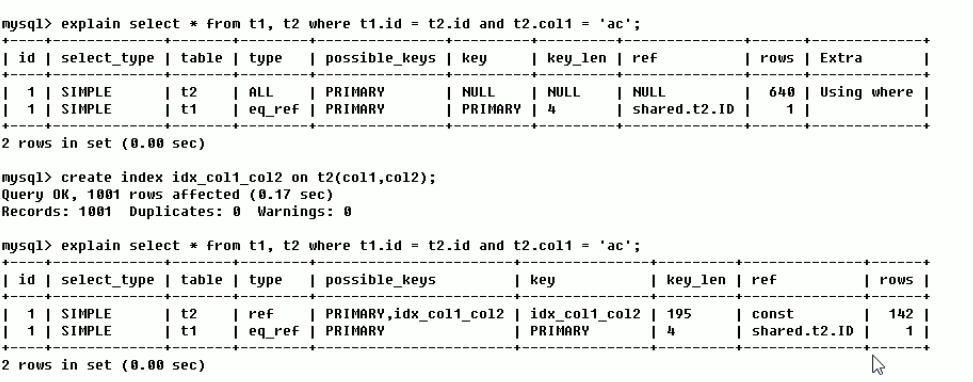 mysql> explain select * from t1, t2 where t1.id = t2.id and t2.col1 = 'ac';
+----+-------------+-------+--------+---------------+---------+---------+--------------+------+-------------+
| id | select_type | table | type   | possible_keys | key     | key_len | ref          | rows | Extra       |
+----+-------------+-------+--------+---------------+---------+---------+--------------+------+-------------+
| 1 | SIMPLE      | t2    | ALL    | PRIMARY       | NULL    | NULL    | NULL         | 640 | Using where |
| 1 | SIMPLE      | t1    | eq_ref | PRIMARY       | PRIMARY | 4       | shared.t2.ID | 1 |             |
+----+-------------+-------+--------+---------------+---------+---------+--------------+------+-------------+
2 rows in set (0.00 sec)
mysql> create index idx_col1_col2 on t2(col1,col2);
Query OK, 1001 rows affected (0.17 sec)
Records: 1001  Duplicates: 0  Warnings: 0
mysql> explain select * from t1, t2 where t1.id = t2.id and t2.col1 = 'ac';
+----+-------------+-------+--------+-----------------------+---------------+---------+--------------+------+
| id | select_type | table | type   | possible_keys         | key           | key_len | ref          | rows |
+----+-------------+-------+--------+-----------------------+---------------+---------+--------------+------+
| 1 | SIMPLE      | t2    | ref    | PRIMARY,idx_col1_col2 | idx_col1_col2 | 195     | const        | 142 |
| 1 | SIMPLE      | t1    | eq_ref | PRIMARY               | PRIMARY       | 4       | shared.t2.ID | 1 |
+----+-------------+-------+--------+-----------------------+---------------+---------+--------------+------+
2 rows in set (0.00 sec)